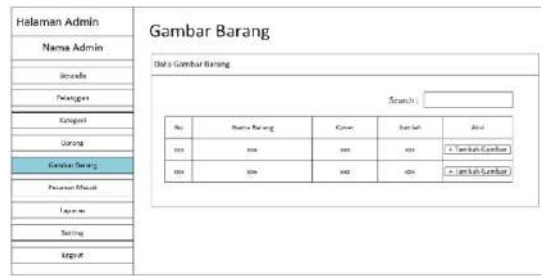 Halaman Admin
Nama Admin
Beranda
Pelanggan
Kategori
Barang
Gambar Barang
Pesanan Masuk
Laporan
Setting
Logout
Gambar Barang
Data Gambar Barang
Search :
No Nama Barang Cover Jumlah Aksi
xxx xxx xxx xxx + Tambah Gambar
xxx xxx xxx xxx + Tambah Gambar